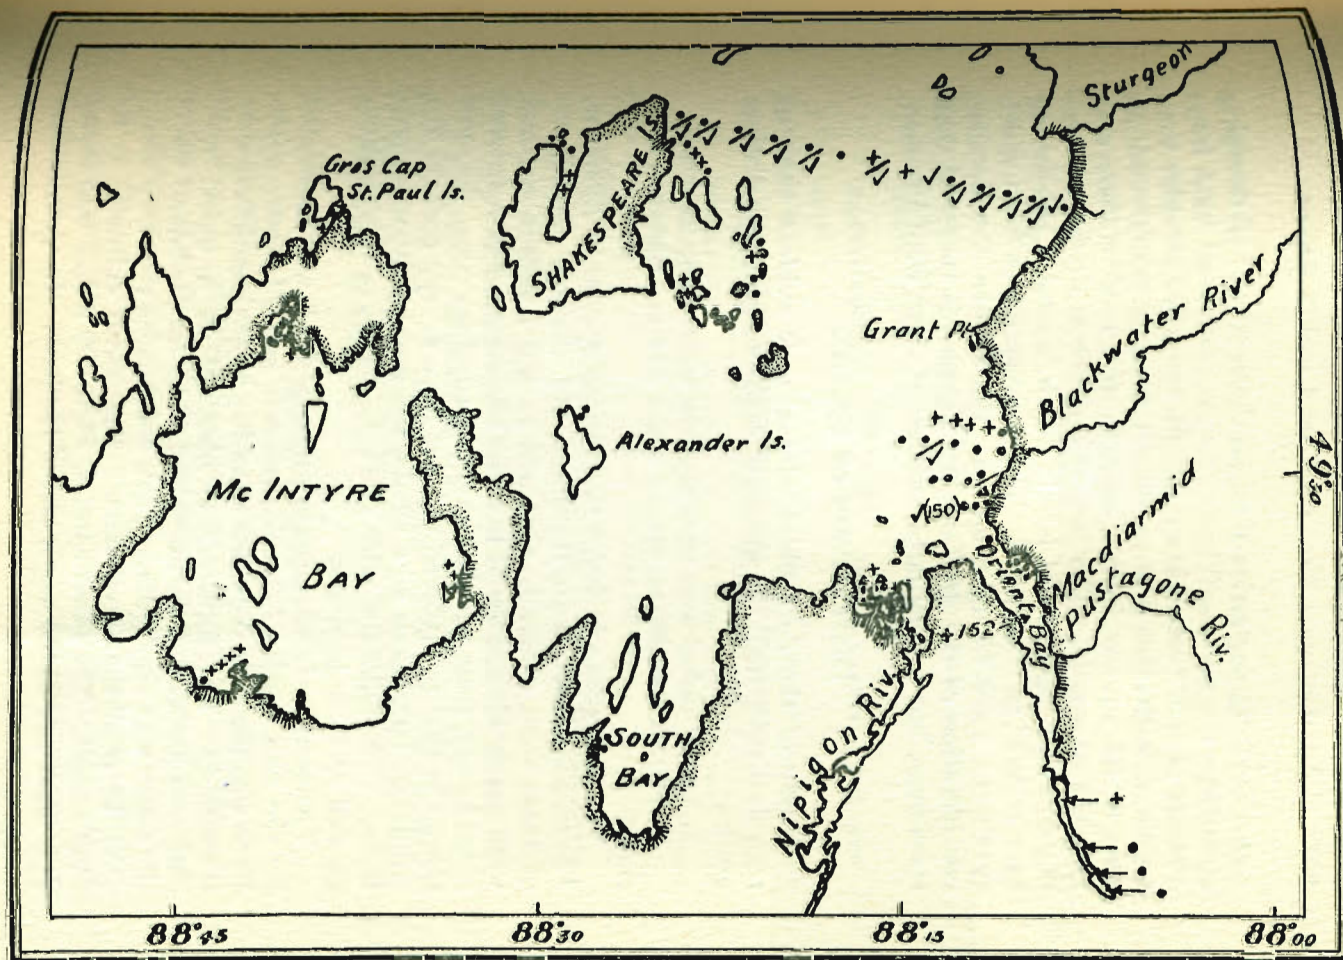 Sturgeon
Gros Cap
St. Paul Is.
SHAKESPEARE Is.
Grant Pt.
Blackwater River
Alexander Is.
49°30
MC INTYRE
BAY
√(150)
Orient Bay
Macdiarmid
Pustagone Riv.
+152
Nipigon Riv.
SOUTH
BAY
88°45
88°30
88°15
88°00